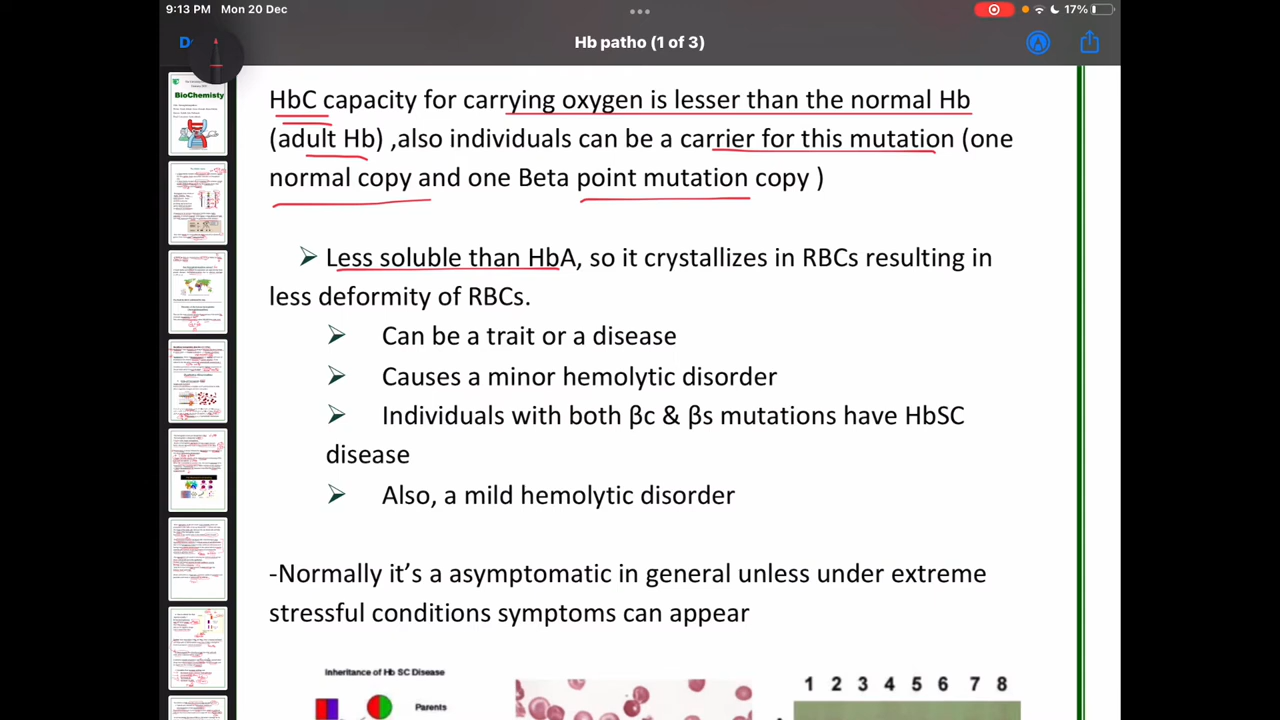 9:13 PM Mon 20 Dec
17%
Hb patho (1 of 3)
BioChemisty
HbC capacity for carrying oxygen is lesser than the normal Hb
(adult Hb) ,also individuals can be a carrier for this mutation (one
normal copy and one Beta point mutation copy )
Less soluble than HbA, so it crystallizes in RBCs resulting in
less deformity of RBCs.
Can be a trait or a disease
Causes a minor hemolytic disorder
Individuals with both βc & βs mutations have HbSC
disease
Also, a mild hemolytic disorder
-Normally it’s a asymptomatic in general unless under extreme
stressful conditions symptoms can appear
Inheritance of Hb SC Disease
Parents
1 2 3 4 5 6 7 8